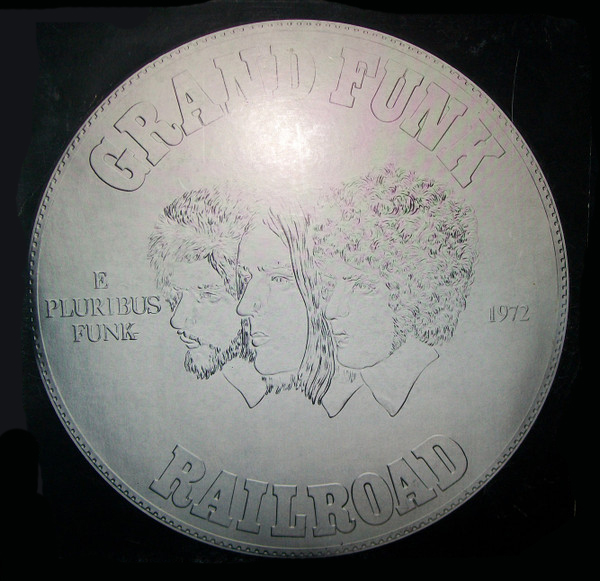 GRAND FUNK
E
PLURIBUS
FUNK
1972
RAILROAD